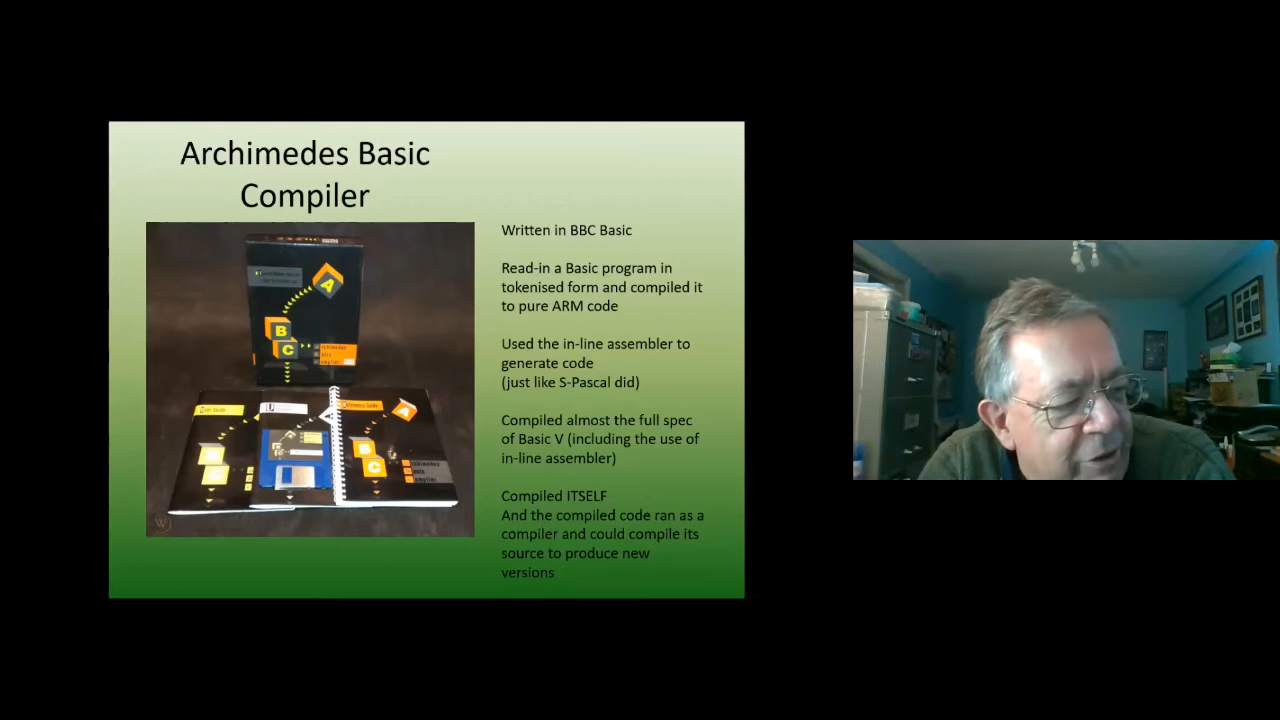 Archimedes Basic
Compiler
Written in BBC Basic
Read-in a Basic program in
tokenised form and compiled it
to pure ARM code
Used the in-line assembler to
generate code
(just like S-Pascal did)
Compiled almost the full spec
of Basic V (including the use of
in-line assembler)
Compiled ITSELF
And the compiled code ran as a
compiler and could compile its
source to produce new
versions
A
B
C
A
B
C
W